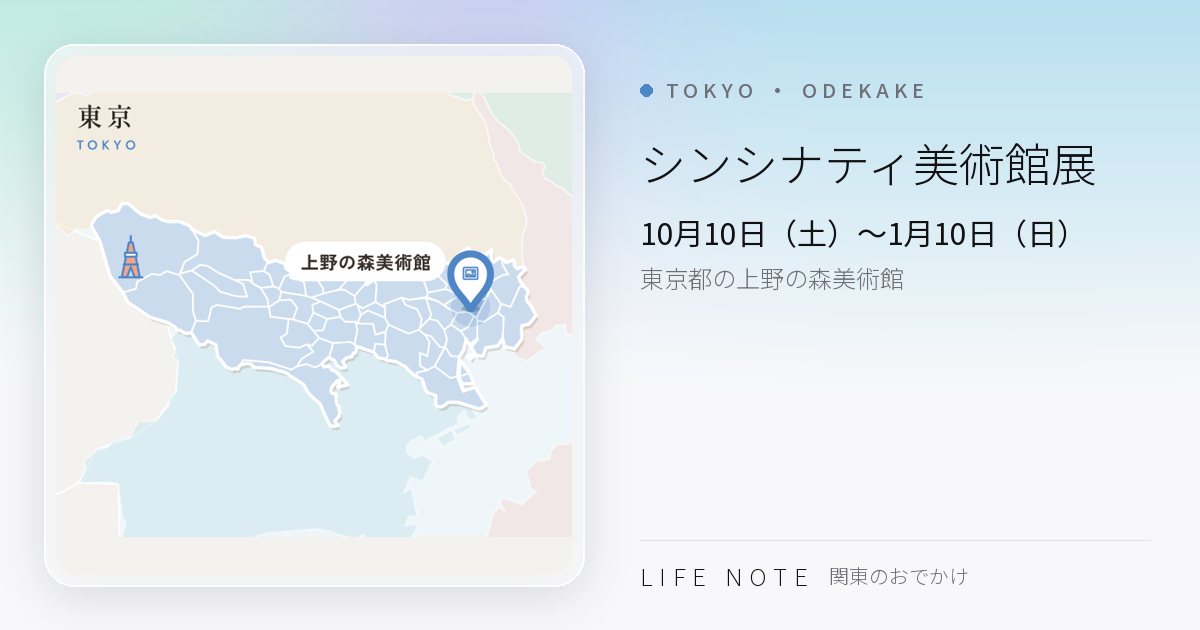 東京
TOKYO
上野の森美術館
TOKYO • ODEKAKE
シンシナティ美術館展
10月10日（土）〜1月10日（日）
東京都の上野の森美術館
LIFE NOTE 関東のおでかけ